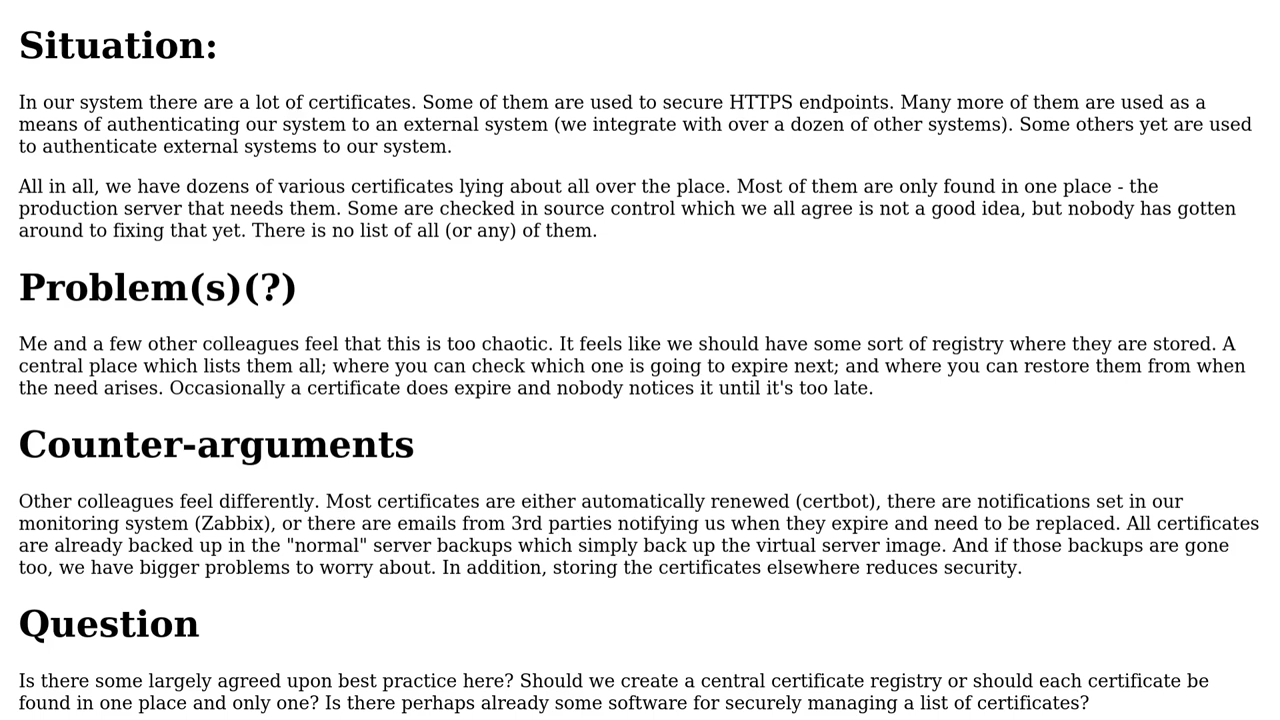 Situation:
In our system there are a lot of certificates. Some of them are used to secure HTTPS endpoints. Many more of them are used as a
means of authenticating our system to an external system (we integrate with over a dozen of other systems). Some others yet are used
to authenticate external systems to our system.
All in all, we have dozens of various certificates lying about all over the place. Most of them are only found in one place - the
production server that needs them. Some are checked in source control which we all agree is not a good idea, but nobody has gotten
around to fixing that yet. There is no list of all (or any) of them.
Problem(s)(?)
Me and a few other colleagues feel that this is too chaotic. It feels like we should have some sort of registry where they are stored. A
central place which lists them all; where you can check which one is going to expire next; and where you can restore them from when
the need arises. Occasionally a certificate does expire and nobody notices it until it's too late.
Counter-arguments
Other colleagues feel differently. Most certificates are either automatically renewed (certbot), there are notifications set in our
monitoring system (Zabbix), or there are emails from 3rd parties notifying us when they expire and need to be replaced. All certificates
are already backed up in the "normal" server backups which simply back up the virtual server image. And if those backups are gone
too, we have bigger problems to worry about. In addition, storing the certificates elsewhere reduces security.
Question
Is there some largely agreed upon best practice here? Should we create a central certificate registry or should each certificate be
found in one place and only one? Is there perhaps already some software for securely managing a list of certificates?